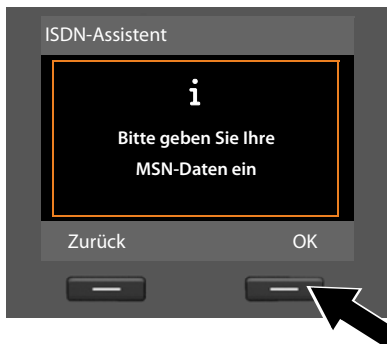 ISDN-Assistent
i
Bitte geben Sie Ihre
MSN-Daten ein
Zurück OK